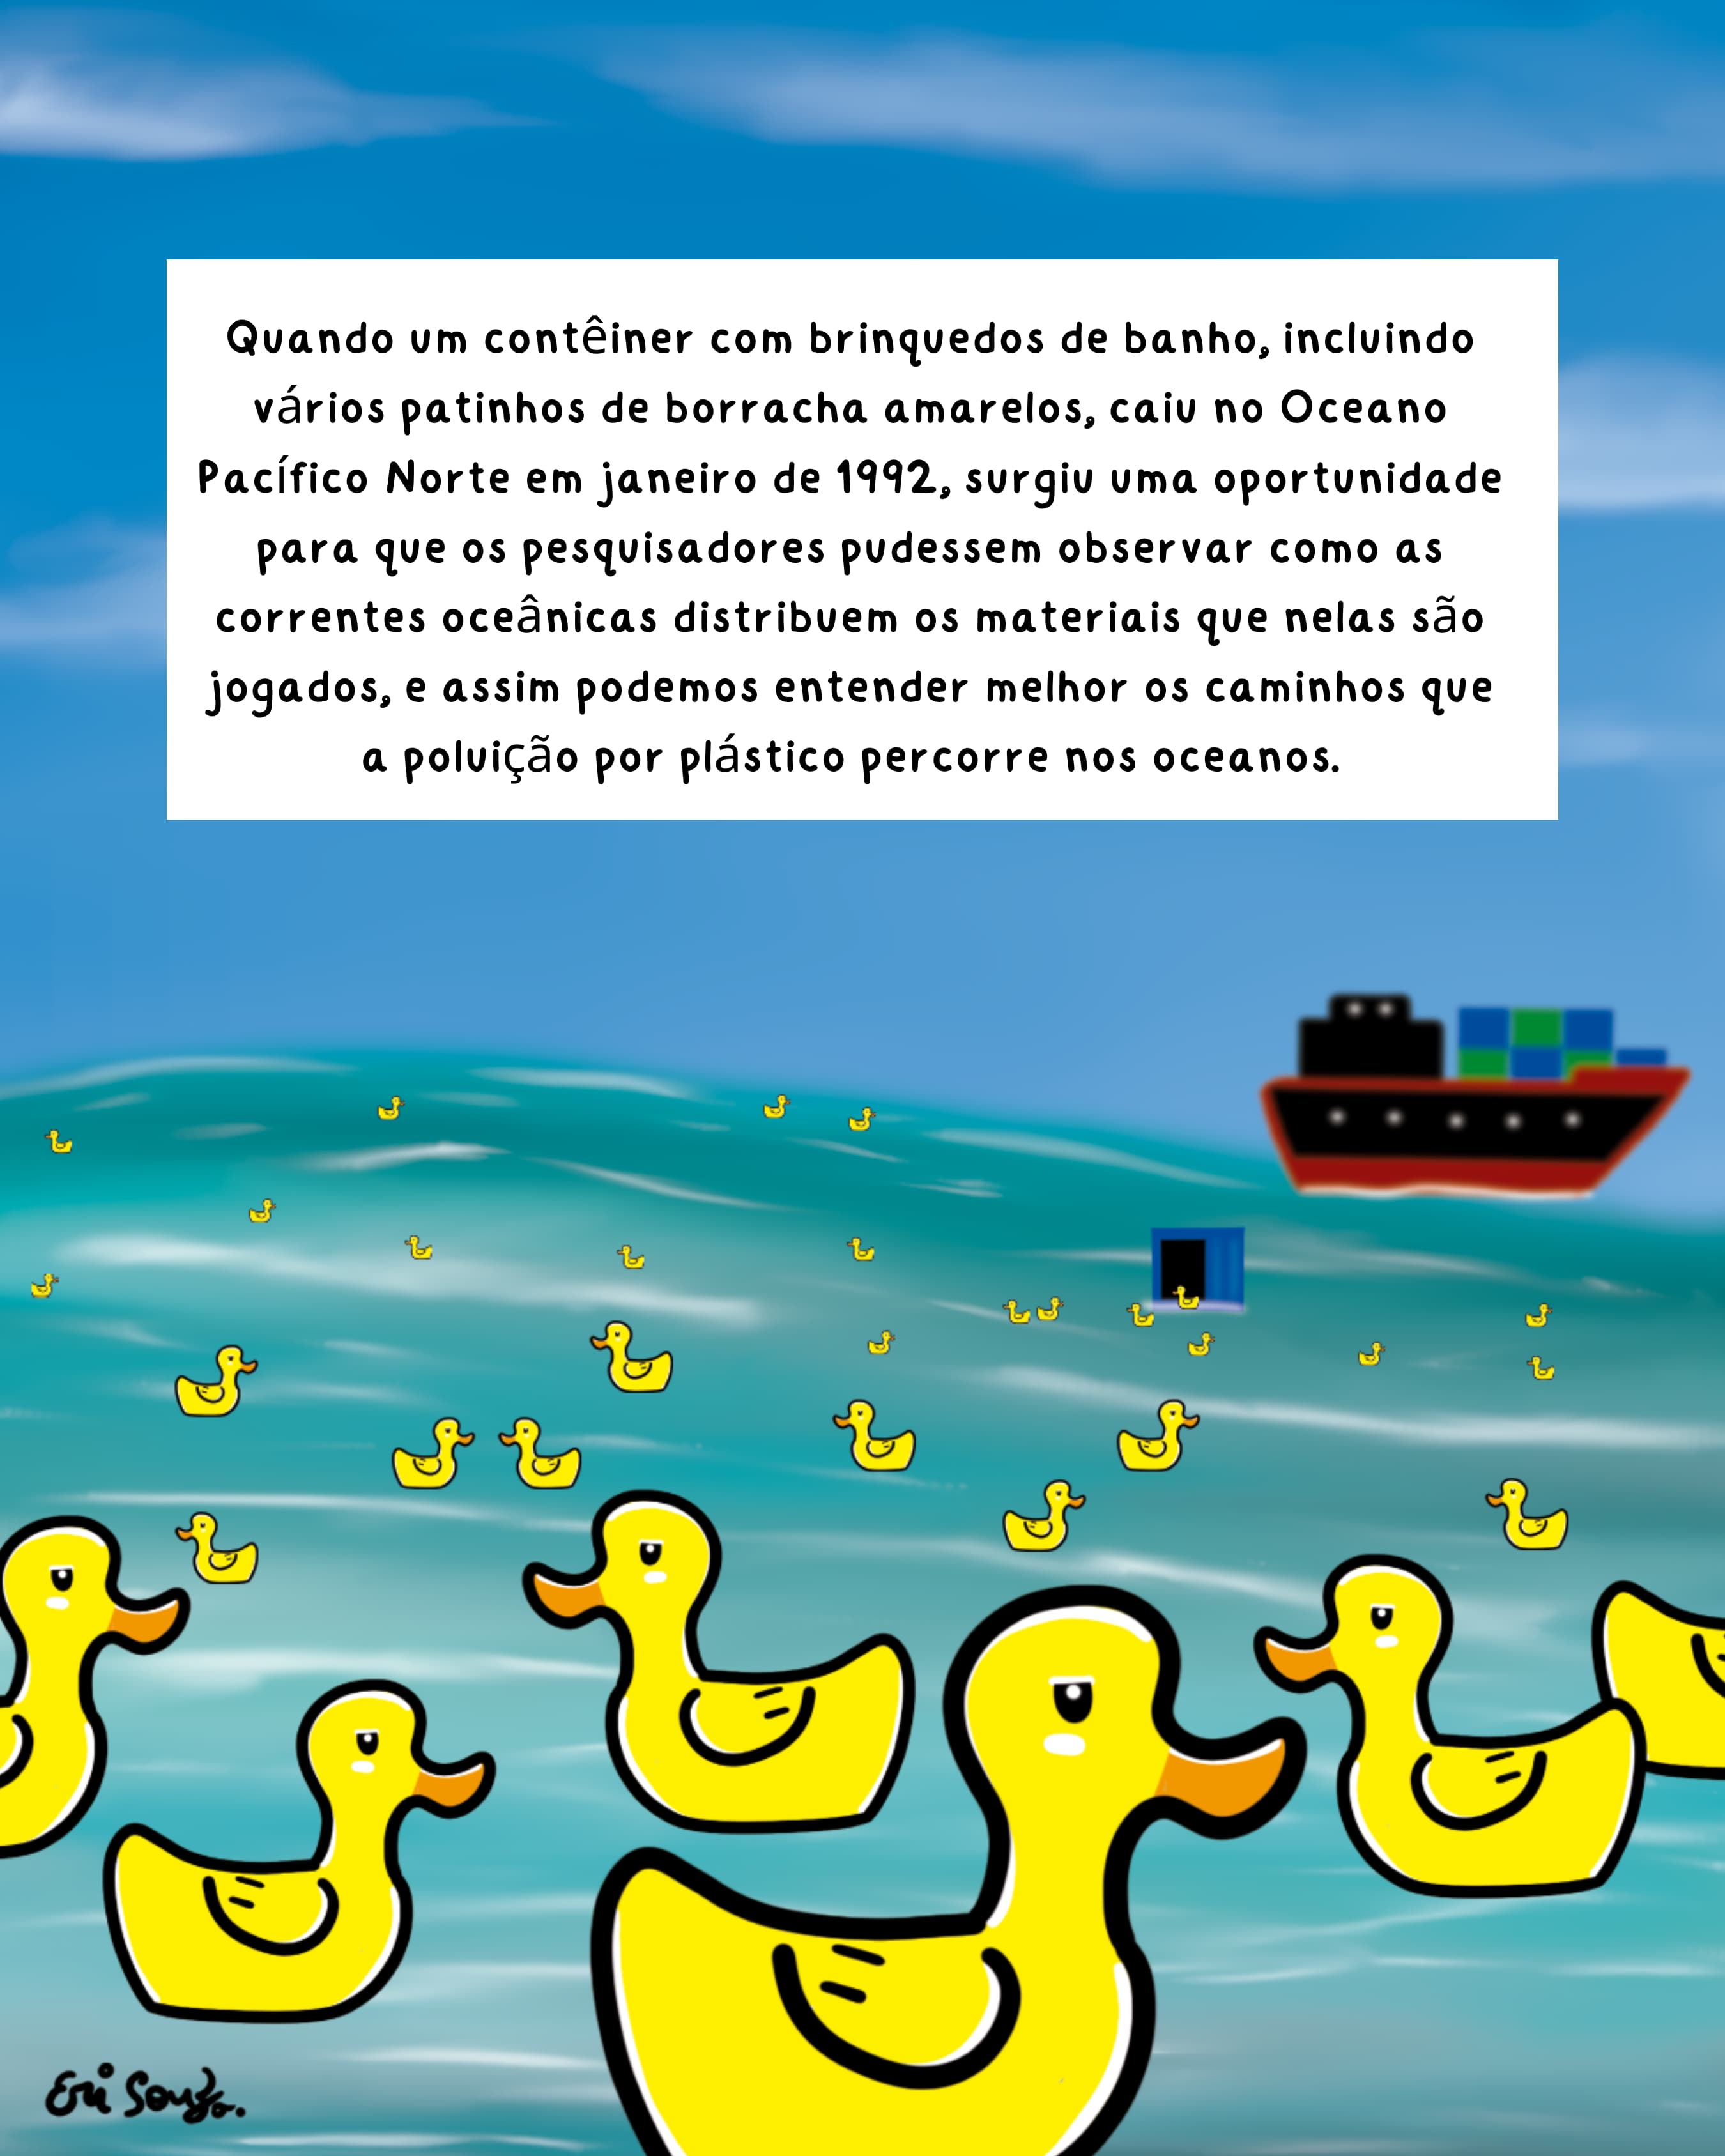 Quando um contêiner com brinquedos de banho, incluindo
vários patinhos de borracha amarelos, caiu no Oceano
Pacífico Norte em janeiro de 1992, surgiu uma oportunidade
para que os pesquisadores pudessem observar como as
correntes oceânicas distribuem os materiais que nelas são
jogados, e assim podemos entender melhor os caminhos que
a poluição por plástico percorre nos oceanos.
Eri Souza.